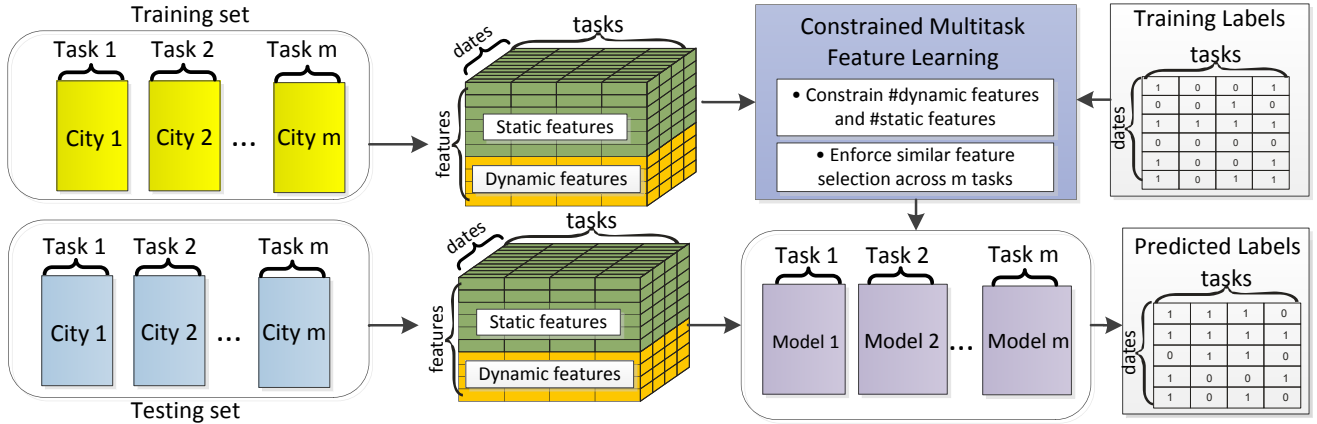 Training set
Task 1 Task 2 Task m
City 1 City 2 ... City m
dates
tasks
features
Static features
Dynamic features
Constrained Multitask
Feature Learning
• Constrain #dynamic features
and #static features
• Enforce similar feature
selection across m tasks
Training Labels
tasks
dates
1 0 0 1
0 0 1 0
1 1 1 1
0 0 0 0
1 0 0 1
1 0 1 1
Task 1 Task 2 Task m
City 1 City 2 ... City m
Testing set
dates
tasks
features
Static features
Dynamic features
Task 1 Task 2 Task m
Model 1 Model 2 ... Model m
Predicted Labels
tasks
dates
1 1 1 0
1 1 1 1
0 1 1 0
1 0 0 1
1 0 1 0